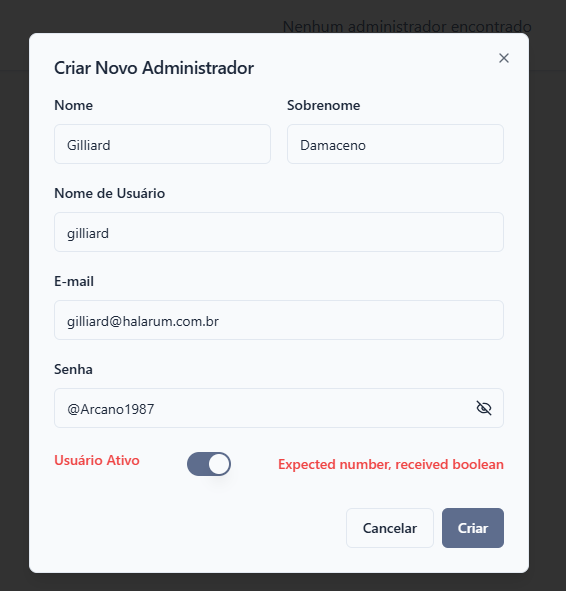 Nenhum administrador encontrado
Criar Novo Administrador
Nome
Sobrenome
Gilliard
Damaceno
Nome de Usuário
gilliard
E-mail
gilliard@halarum.com.br
Senha
@Arcano1987
Usuário Ativo
Expected number, received boolean
Cancelar
Criar